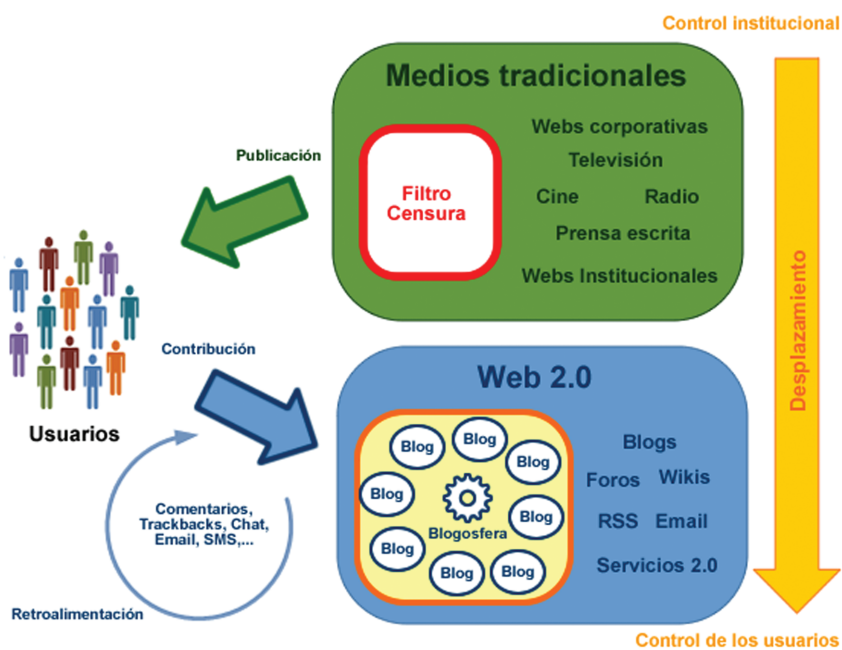 Control institucional
Medios tradicionales
Webs corporativas
Televisión
Cine Radio
Prensa escrita
Webs Institucionales
Filtro
Censura
Publicación
Desplazamiento
Usuarios
Contribución
Web 2.0
Blog
Blog
Blog
Blog
Blog
Blog
Blog
Blog
Blogosfera
Blogs
Foros Wikis
RSS Email
Servicios 2.0
Comentarios,
Trackbacks, Chat,
Email, SMS,...
Retroalimentación
Control de los usuarios